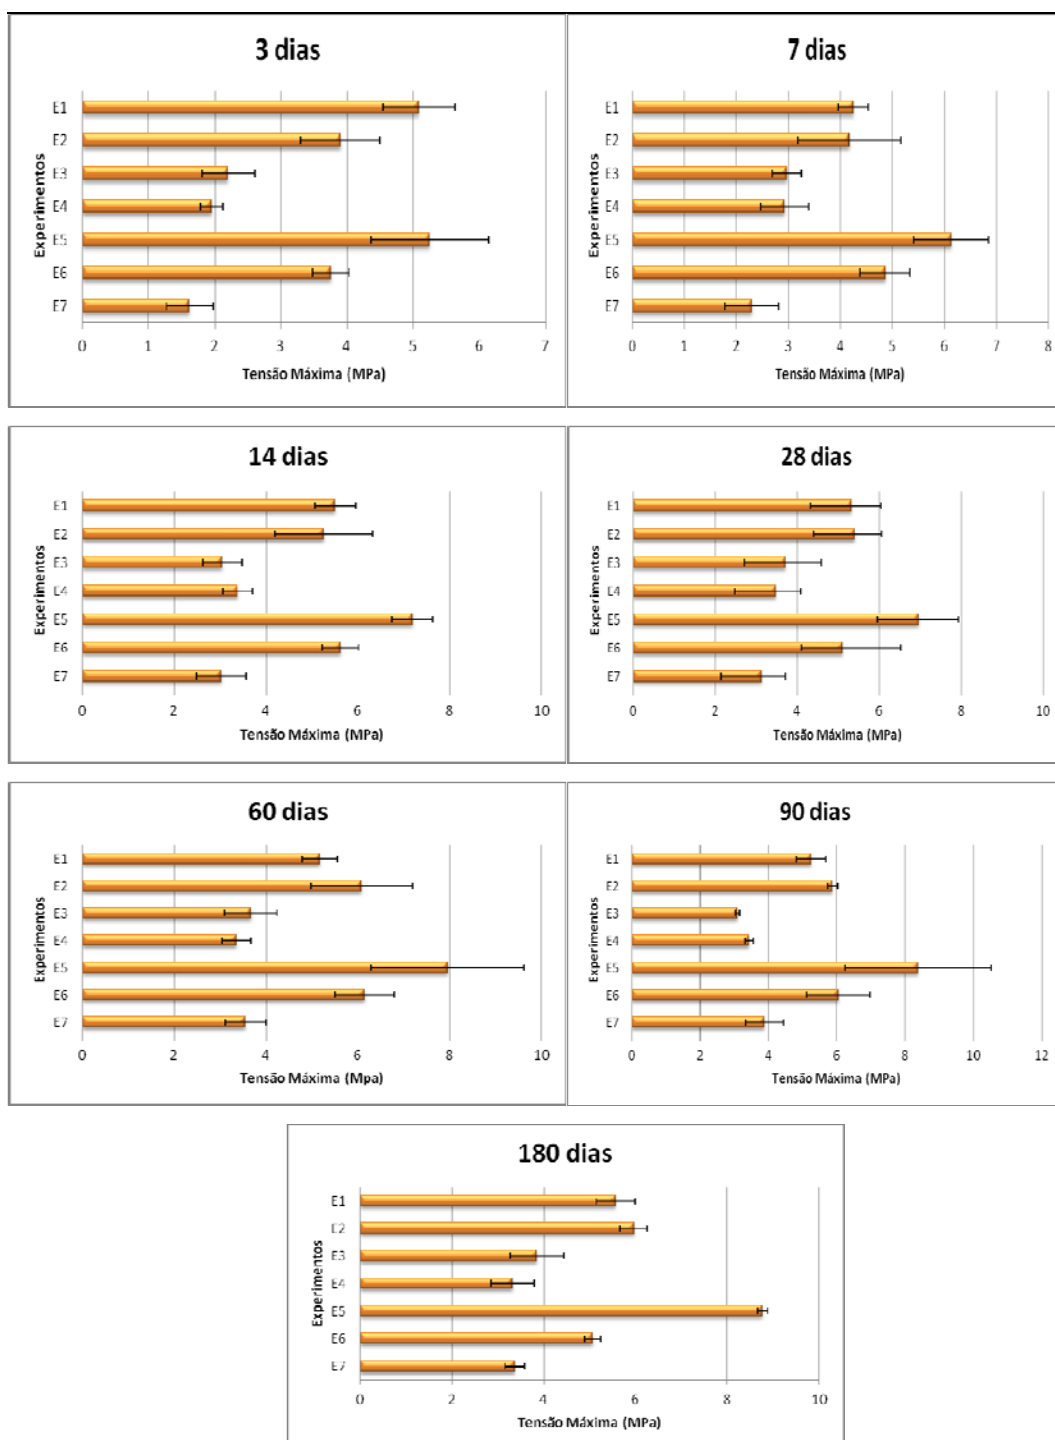 3 dias
Experimentos
E1
E2
E3
E4
E5
E6
E7
0 1 2 3 4 5 6 7
Tensão Máxima (MPa)
7 dias
Experimentos
E1
E2
E3
E4
E5
E6
E7
0 1 2 3 4 5 6 7 8
Tensão Máxima (MPa)
14 dias
Experimentos
E1
E2
E3
E4
E5
E6
E7
0 2 4 6 8 10
Tensão Máxima (MPa)
28 dias
Experimentos
E1
E2
E3
E4
E5
E6
E7
0 2 4 6 8 10
Tensão Máxima (MPa)
60 dias
Experimentos
E1
E2
E3
E4
E5
E6
E7
0 2 4 6 8 10
Tensão Máxima (Mpa)
90 dias
Experimentos
E1
E2
E3
E4
E5
E6
E7
0 2 4 6 8 10 12
Tensão Máxima (MPa)
180 dias
Experimentos
E1
E2
E3
E4
E5
E6
E7
0 2 4 6 8 10
Tensão Máxima (MPa)